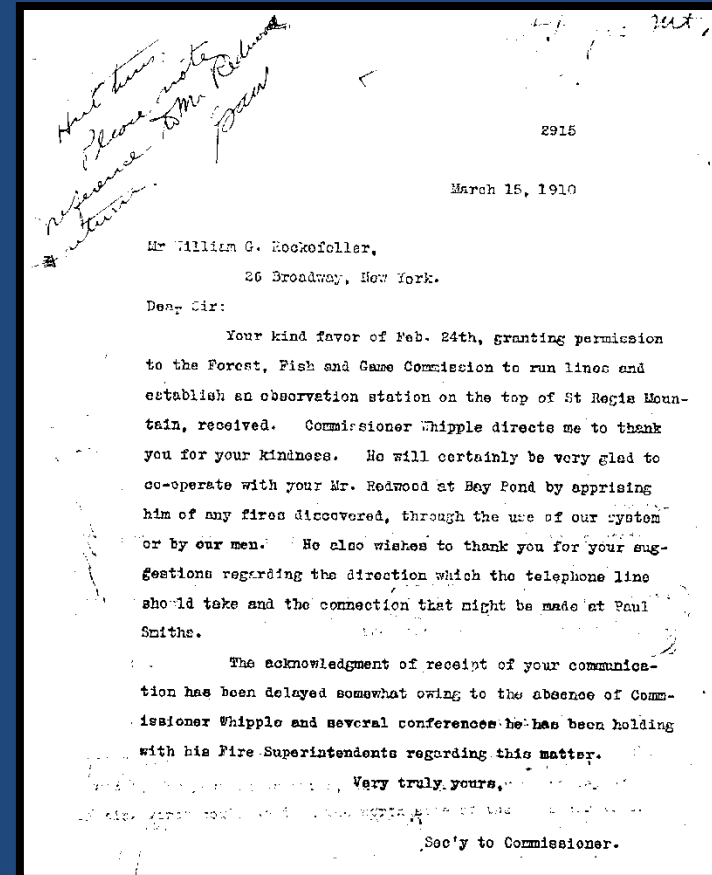 Please note
reference to Mr Redwood
return.
2915
March 15, 1910
Mr William G. Rockefeller,
26 Broadway, New York.
Dear Sir:
Your kind favor of Feb. 24th, granting permission
to the Forest, Fish and Game Commission to run lines and
establish an observation station on the top of St Regis Moun-
tain, received. Commissioner Whipple directs me to thank
you for your kindness. He will certainly be very glad to
co-operate with your Mr. Redwood at Bay Pond by apprising
him of any fires discovered, through the use of our system
or by our men. He also wishes to thank you for your sug-
gestions regarding the direction which the telephone line
should take and the connection that might be made at Paul
Smiths.
The acknowledgment of receipt of your communica-
tion has been delayed somewhat owing to the absence of Comm-
issioner Whipple and several conferences he has been holding
with his Fire Superintendents regarding this matter.
Very truly yours,
Sec'y to Commissioner.